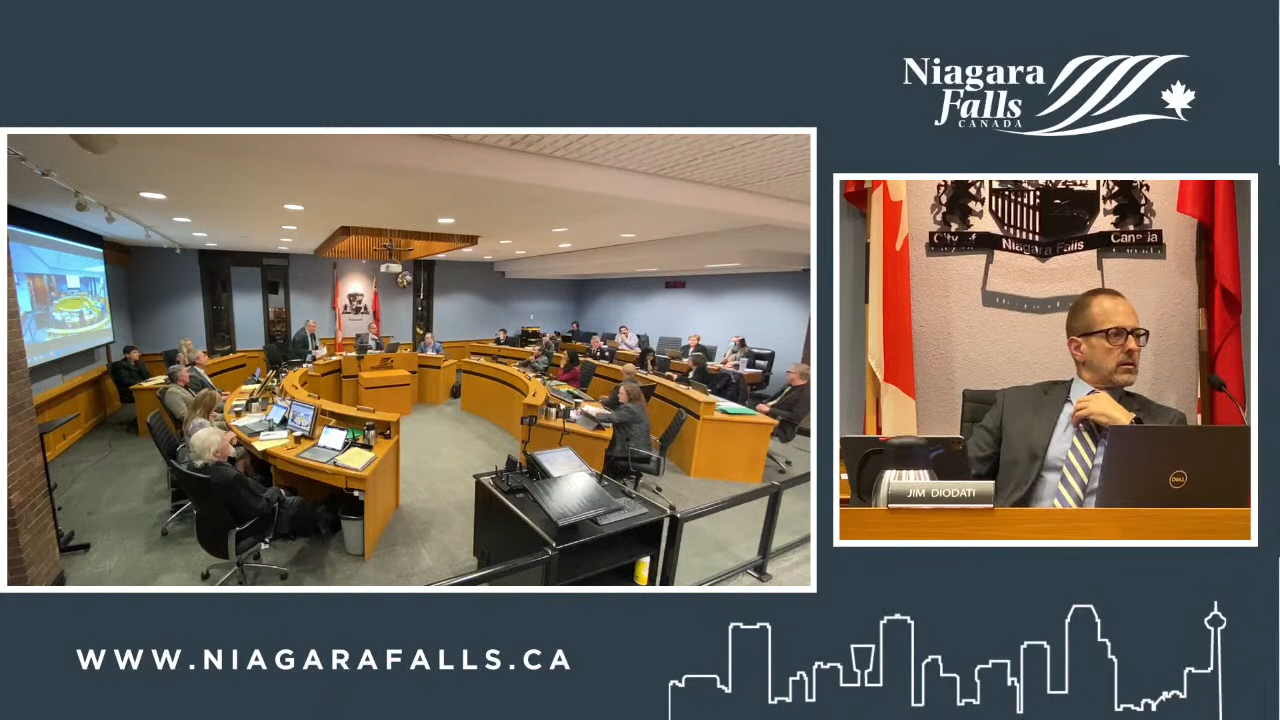 Niagara
Falls
CANADA
City of
Niagara Falls
Canada
JIM DIODATI
DELL
WWW.NIAGARAFALLS.CA